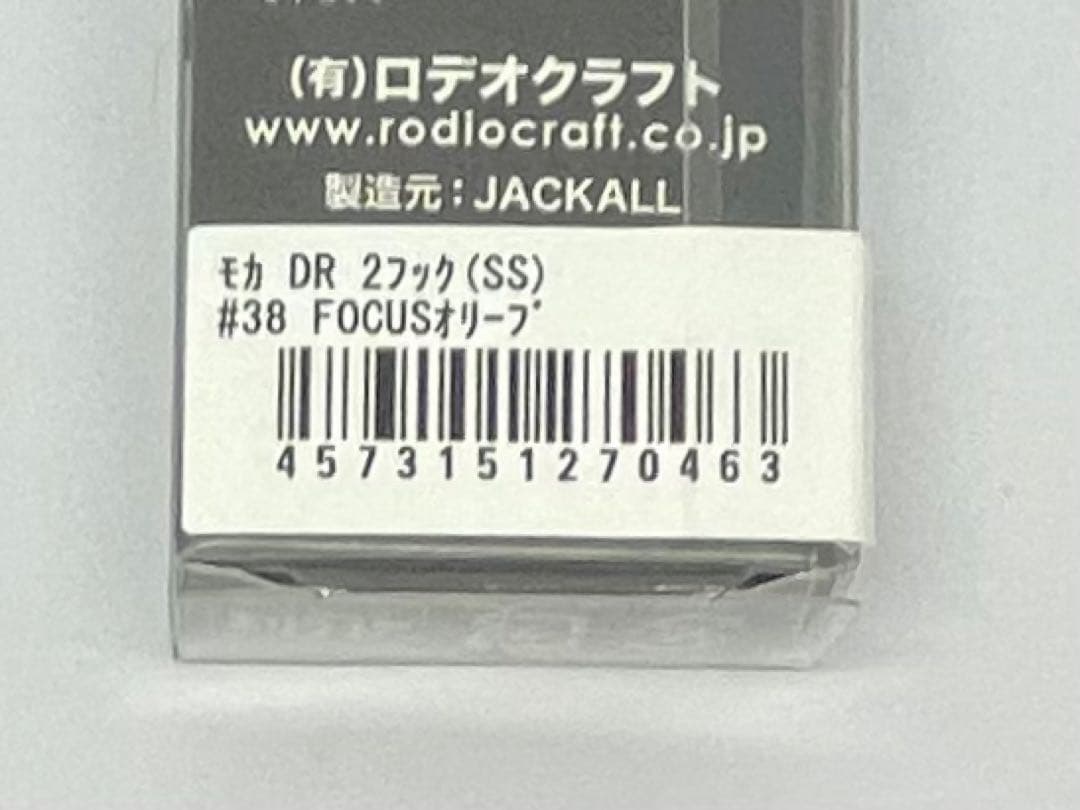 (有)ロデオクラフト
www.rodiocraft.co.jp
製造元：JACKALL
ﾓｶ DR 2ﾌｯｸ(SS)
#38 FOCUSｵﾘｰﾌﾞ
4573151270463